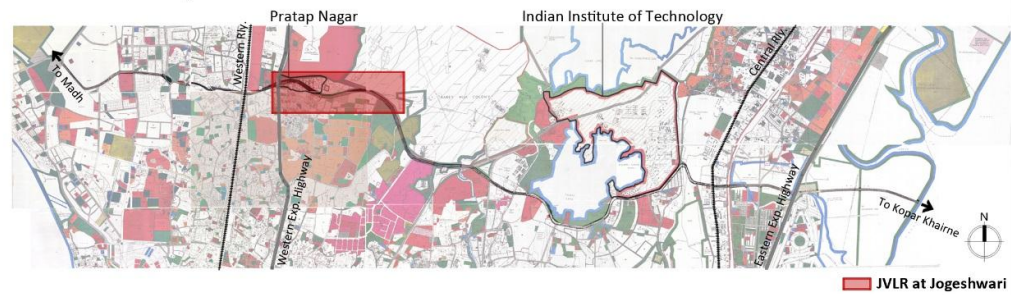 Pratap Nagar
Indian Institute of Technology
To Madh
Western Rly.
Western Exp. Highway
Central Rly.
Eastern Exp. Highway
To Kopar Khairne
N
JVLR at Jogeshwari